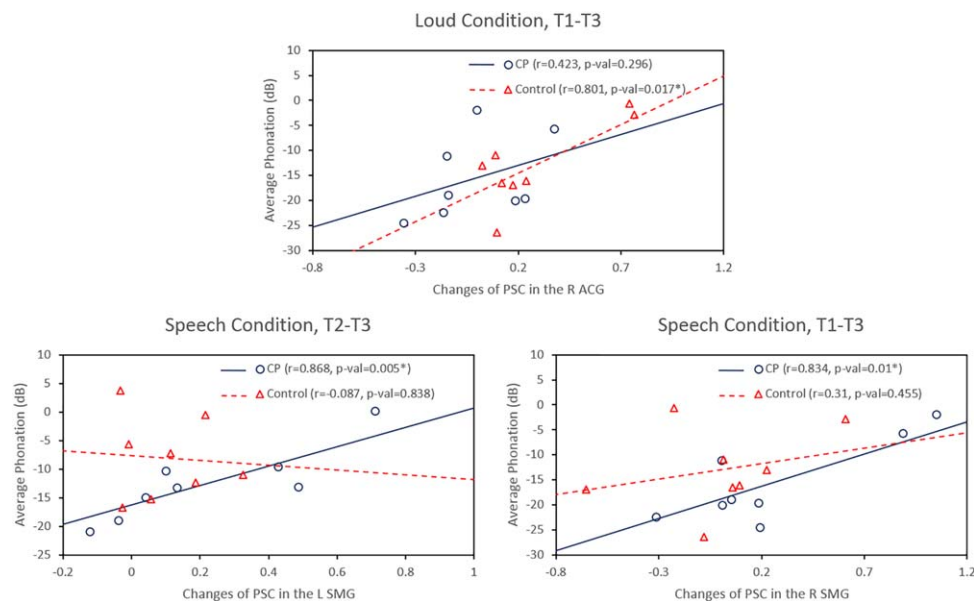 Loud Condition, T1-T3
10
5
0
-5
-10
-15
-20
-25
-30
Average Phonation (dB)
CP (r=0.423, p-val=0.296)
Control (r=0.801, p-val=0.017*)
-0.8
-0.3
0.2
0.7
1.2
Changes of PSC in the R ACG
Speech Condition, T2-T3
10
5
0
-5
-10
-15
-20
-25
Average Phonation (dB)
CP (r=0.868, p-val=0.005*)
Control (r=-0.087, p-val=0.838)
-0.2
0
0.2
0.4
0.6
0.8
1
Changes of PSC in the L SMG
Speech Condition, T1-T3
10
5
0
-5
-10
-15
-20
-25
-30
Average Phonation (dB)
CP (r=0.834, p-val=0.01*)
Control (r=0.31, p-val=0.455)
-0.8
-0.3
0.2
0.7
1.2
Changes of PSC in the R SMG